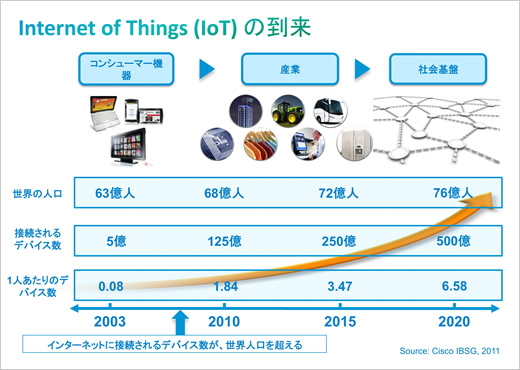 Internet of Things (IoT) の到来
コンシューマー機
器
産業
社会基盤
世界の人口
63億人
68億人
72億人
76億人
接続される
デバイス数
5億
125億
250億
500億
1人あたりのデ
バイス数
0.08
1.84
3.47
6.58
2003
2010
2015
2020
インターネットに接続されるデバイス数が、世界人口を超える
Source: Cisco IBSG, 2011